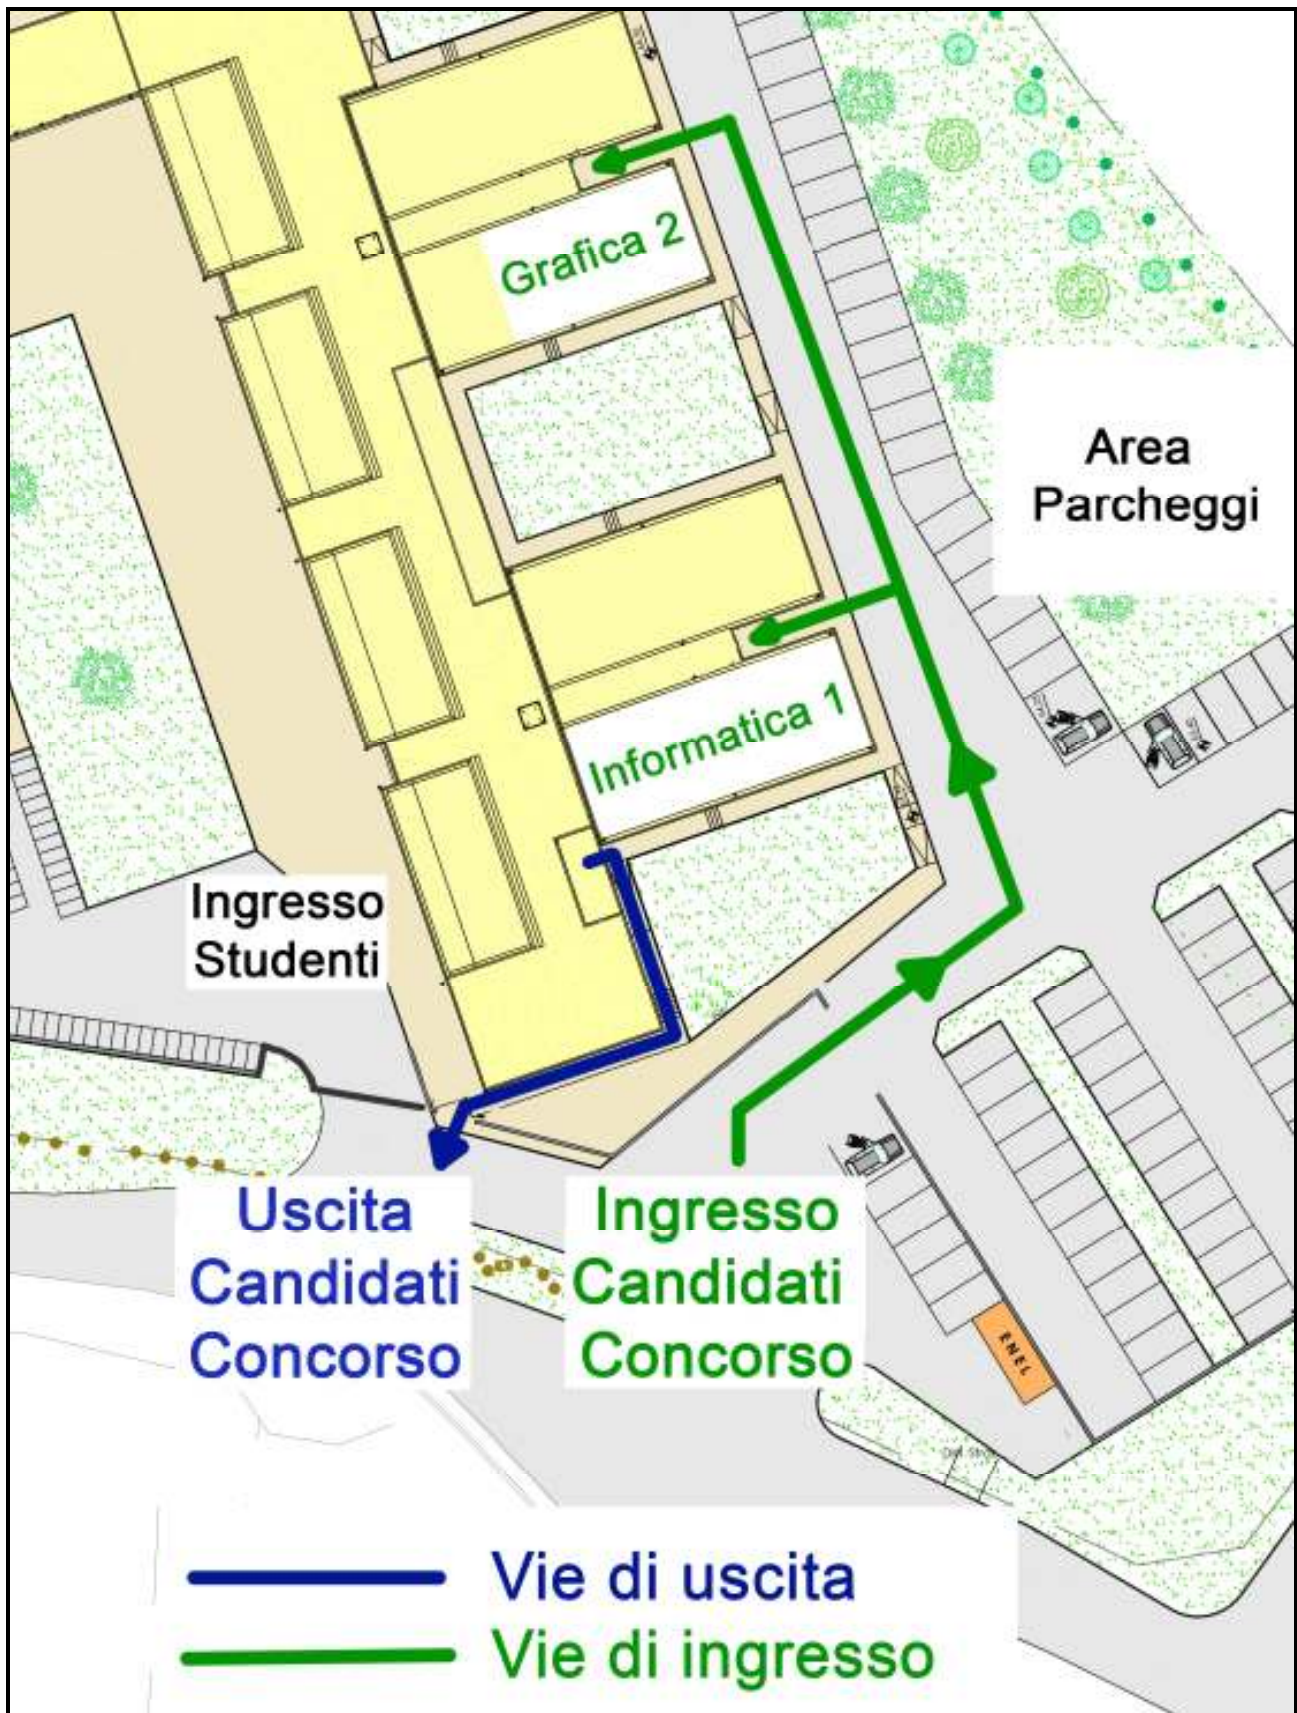 Grafica 2
Area
Parcheggi
Informatica 1
Ingresso
Studenti
Uscita
Candidati
Concorso
Ingresso
Candidati
Concorso
ENEL
Vie di uscita
Vie di ingresso